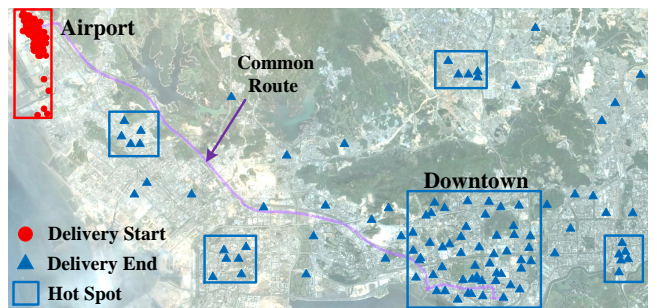 Airport
Common
Route
Downtown
Delivery Start
Delivery End
Hot Spot